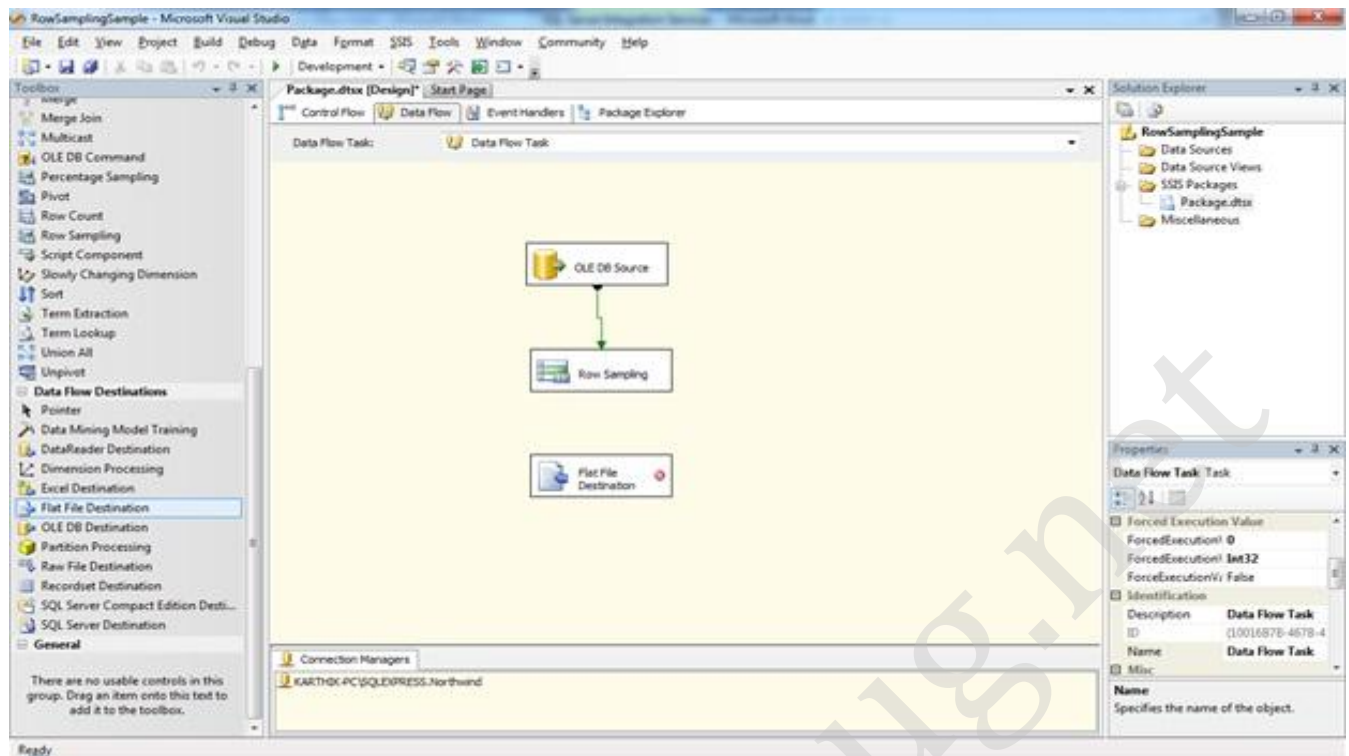 RowSamplingSample - Microsoft Visual Studio
File Edit View Project Build Debug Data Format SSIS Tools Window Community Help
Development
Toolbox
Merge
Merge Join
Multicast
OLE DB Command
Percentage Sampling
Pivot
Row Count
Row Sampling
Script Component
Slowly Changing Dimension
Sort
Term Extraction
Term Lookup
Union All
Unpivot
Data Flow Destinations
Pointer
Data Mining Model Training
DataReader Destination
Dimension Processing
Excel Destination
Flat File Destination
OLE DB Destination
Partition Processing
Raw File Destination
Recordset Destination
SQL Server Compact Edition Desti...
SQL Server Destination
General
There are no usable controls in this
group. Drag an item onto this text to
add it to the toolbox.
Package.dtsx [Design]* Start Page
Control Flow Data Flow Event Handlers Package Explorer
Data Flow Task: Data Flow Task
OLE DB Source
Row Sampling
Flat File
Destination
Connection Managers
KARTHIK-PC\SQLEXPRESS.Northwind
Solution Explorer
RowSamplingSample
Data Sources
Data Source Views
SSIS Packages
Package.dtsx
Miscellaneous
Properties
Data Flow Task Task
Forced Execution Value
ForcedExecution\ 0
ForcedExecution\ Int32
ForceExecutionV: False
Identification
Description Data Flow Task
ID {10016B7B-4678-4
Name Data Flow Task
Misc
Name
Specifies the name of the object.
Ready
ug.net